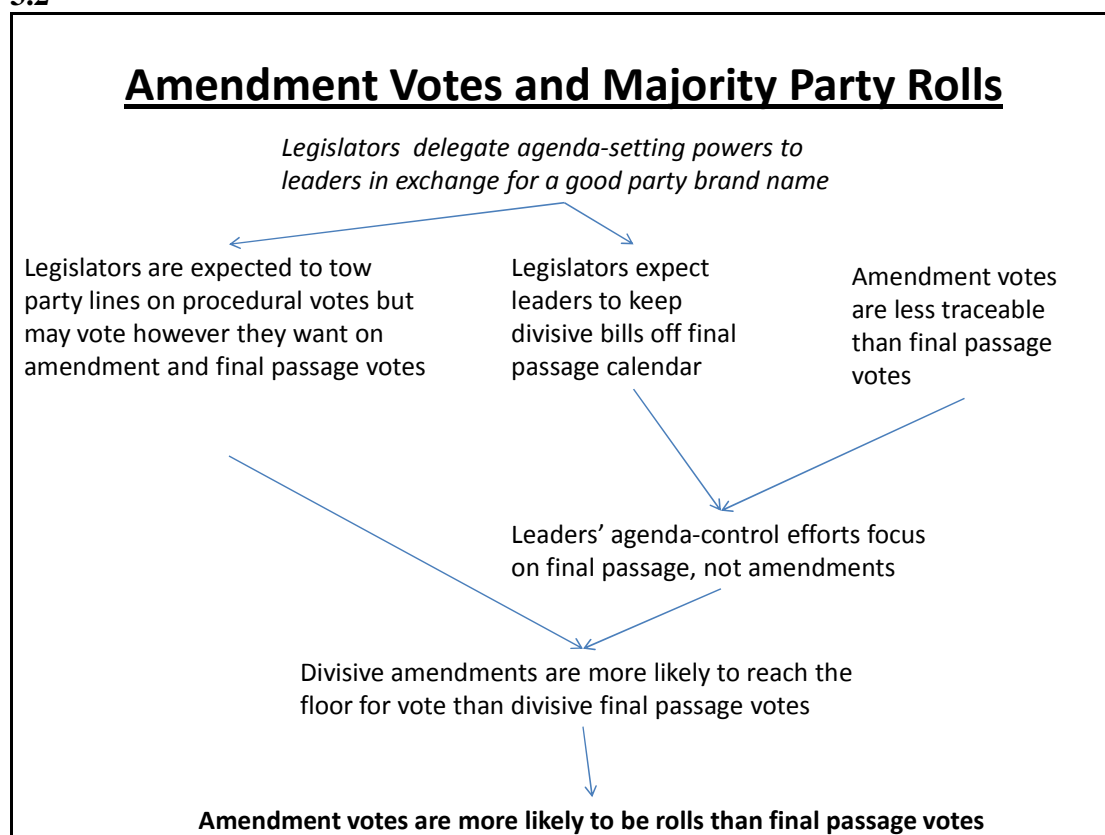 Amendment Votes and Majority Party Rolls
Legislators delegate agenda-setting powers to
leaders in exchange for a good party brand name
Legislators are expected to tow
party lines on procedural votes but
may vote however they want on
amendment and final passage votes
Legislators expect
leaders to keep
divisive bills off final
passage calendar
Amendment votes
are less traceable
than final passage
votes
Leaders’ agenda-control efforts focus
on final passage, not amendments
Divisive amendments are more likely to reach the
floor for vote than divisive final passage votes
Amendment votes are more likely to be rolls than final passage votes